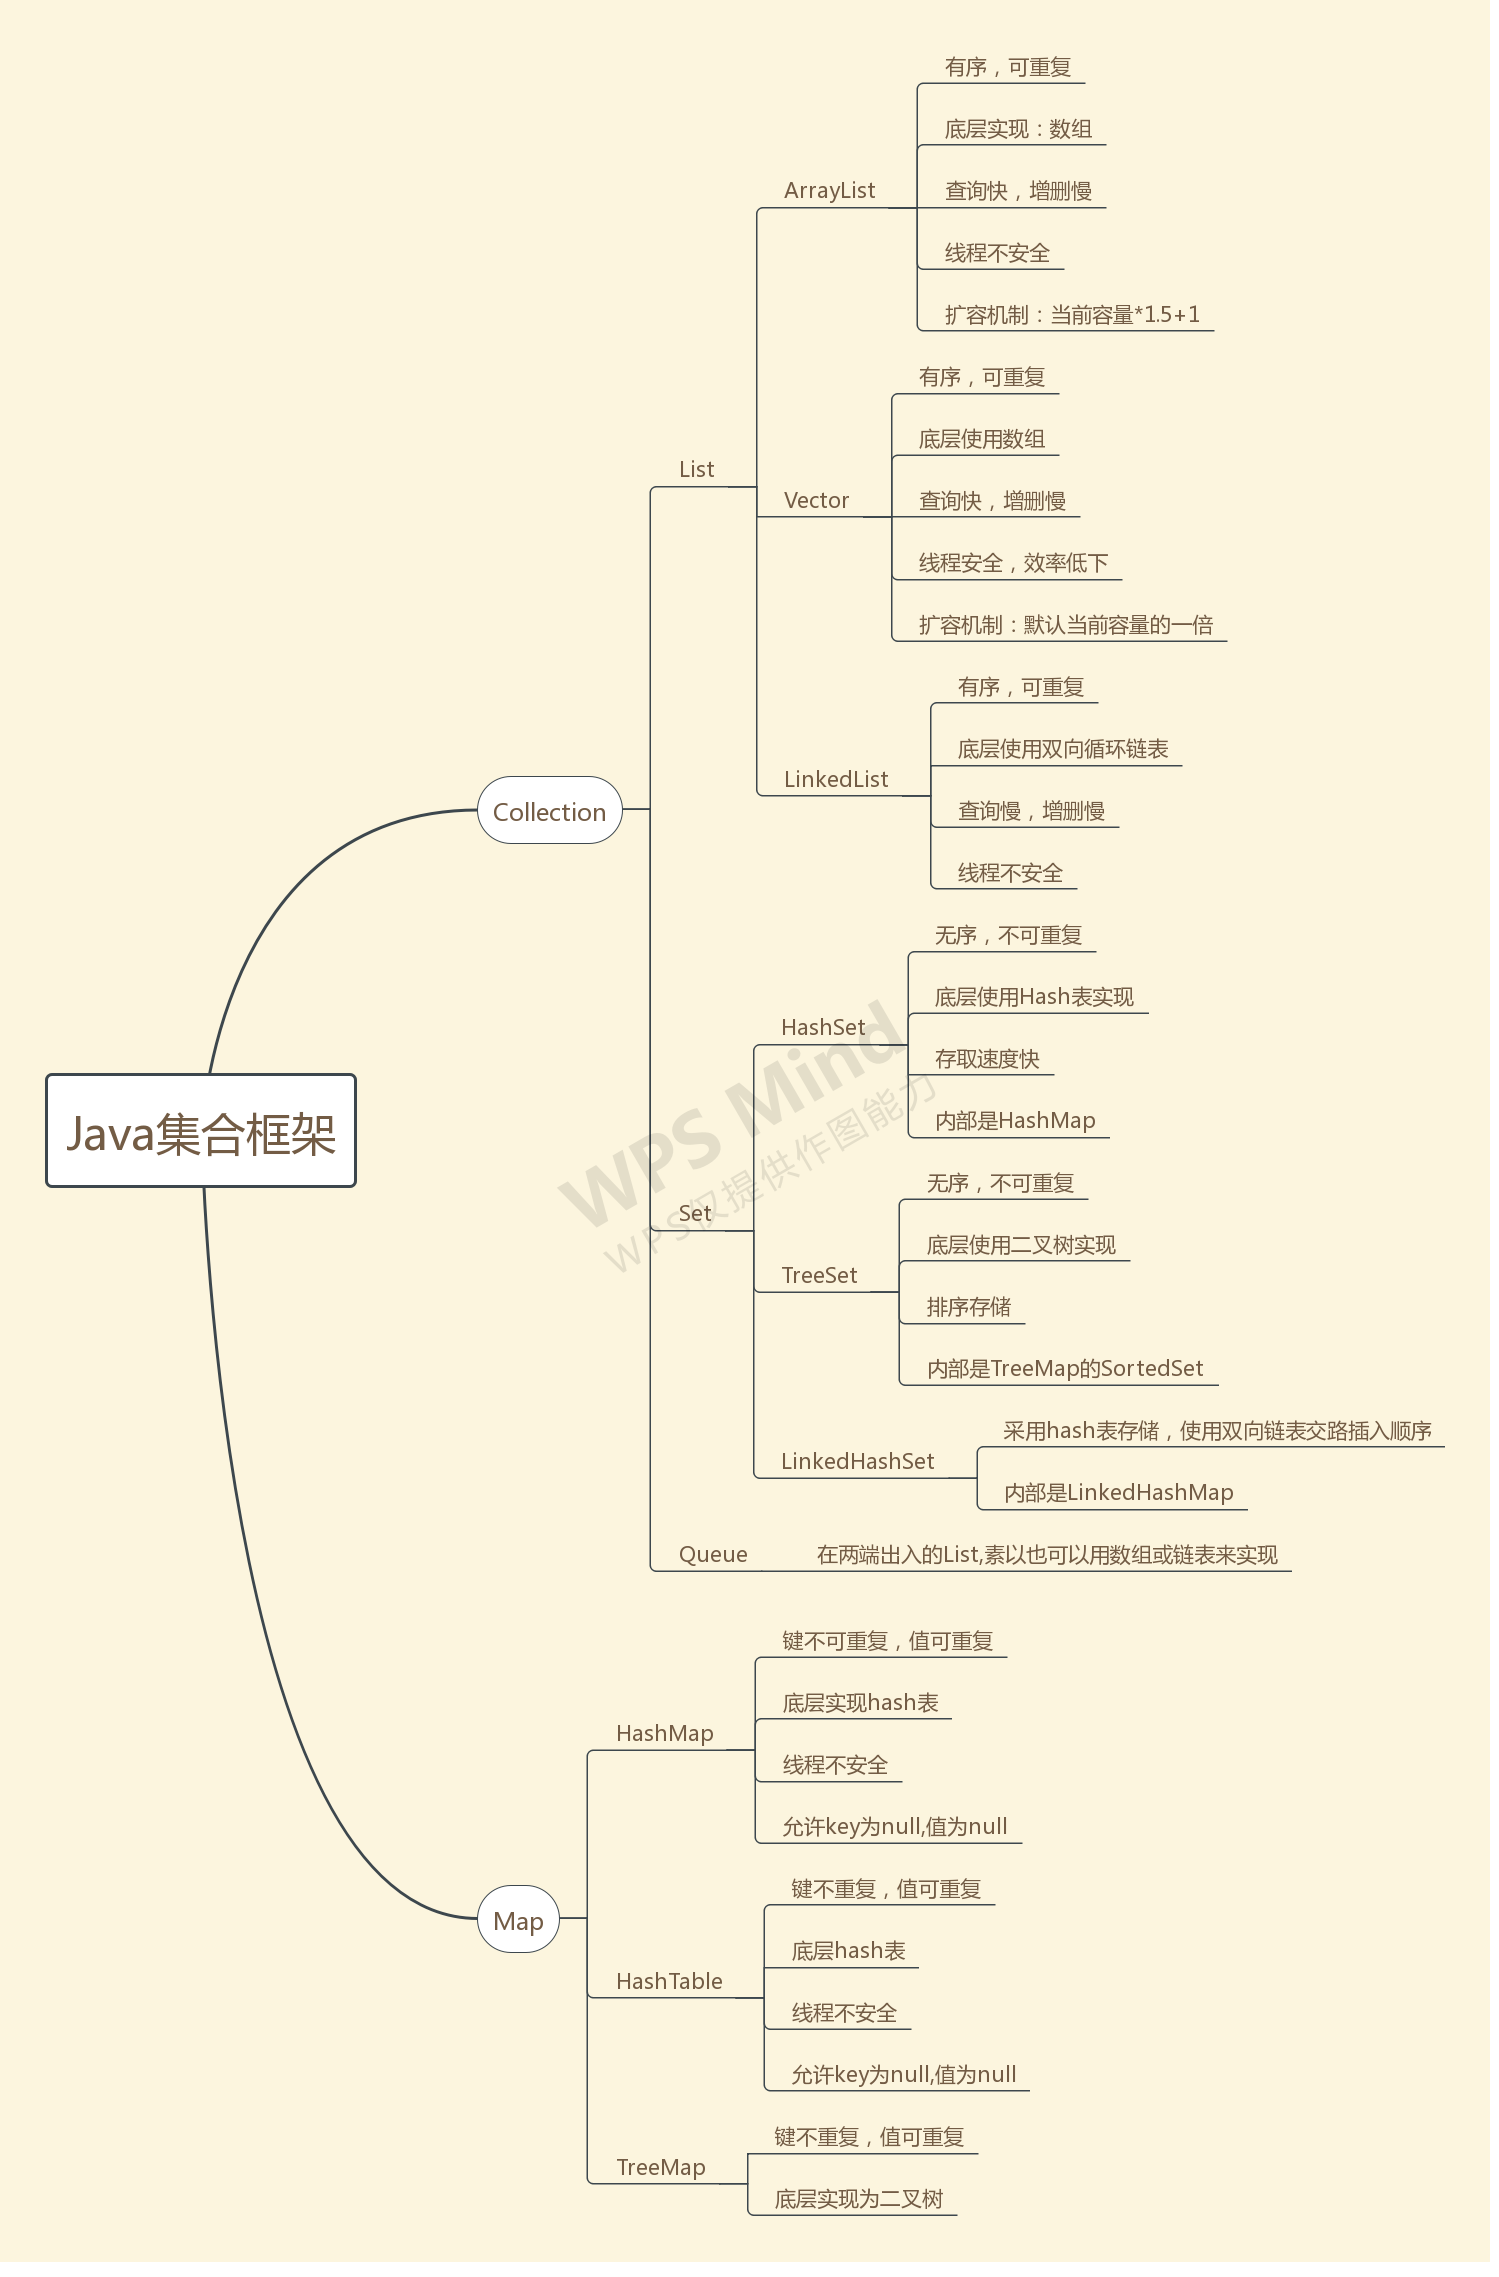 有序，可重复
底层实现：数组
ArrayList
查询快，增删慢
线程不安全
扩容机制：当前容量*1.5+1
有序，可重复
底层使用数组
List
Vector
查询快，增删慢
线程安全，效率低下
扩容机制：默认当前容量的一倍
有序，可重复
底层使用双向循环链表
LinkedList
Collection
查询慢，增删慢
线程不安全
无序，不可重复
底层使用Hash表实现
HashSet
存取速度快
内部是HashMap
Java集合框架
WPS Mind
WPS仅提供作图能力
无序，不可重复
Set
底层使用二叉树实现
TreeSet
排序存储
内部是TreeMap的SortedSet
采用hash表存储，使用双向链表交路插入顺序
LinkedHashSet
内部是LinkedHashMap
Queue
在两端出入的List,素以也可以用数组或链表来实现
键不可重复，值可重复
底层实现hash表
HashMap
线程不安全
允许key为null,值为null
键不重复，值可重复
Map
底层hash表
HashTable
线程不安全
允许key为null,值为null
键不重复，值可重复
TreeMap
底层实现为二叉树